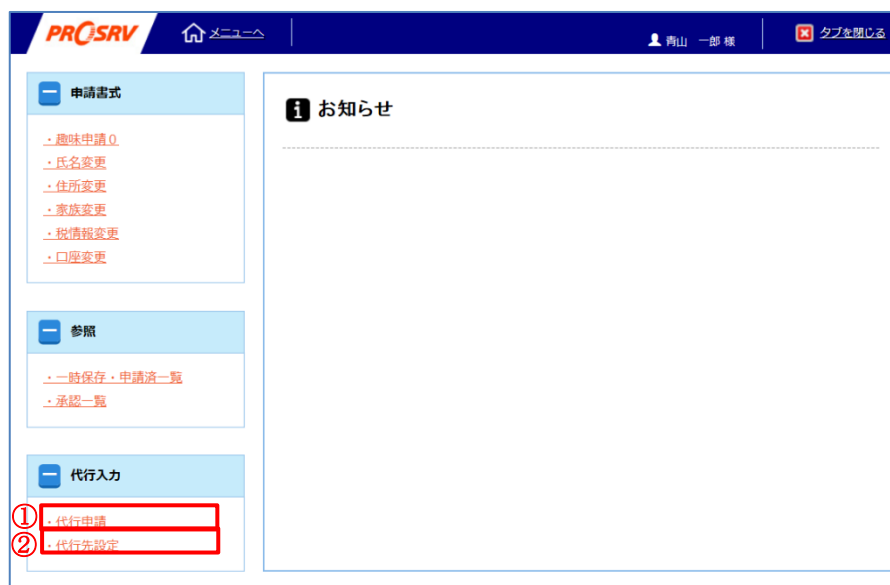 PROSRV メニューへ 青山 一郎 様 タブを閉じる
申請書式
・趣味申請0
・氏名変更
・住所変更
・家族変更
・税情報変更
・口座変更
参照
・一時保存・申請済一覧
・承認一覧
代行入力
① ・代行申請
② ・代行先設定
お知らせ